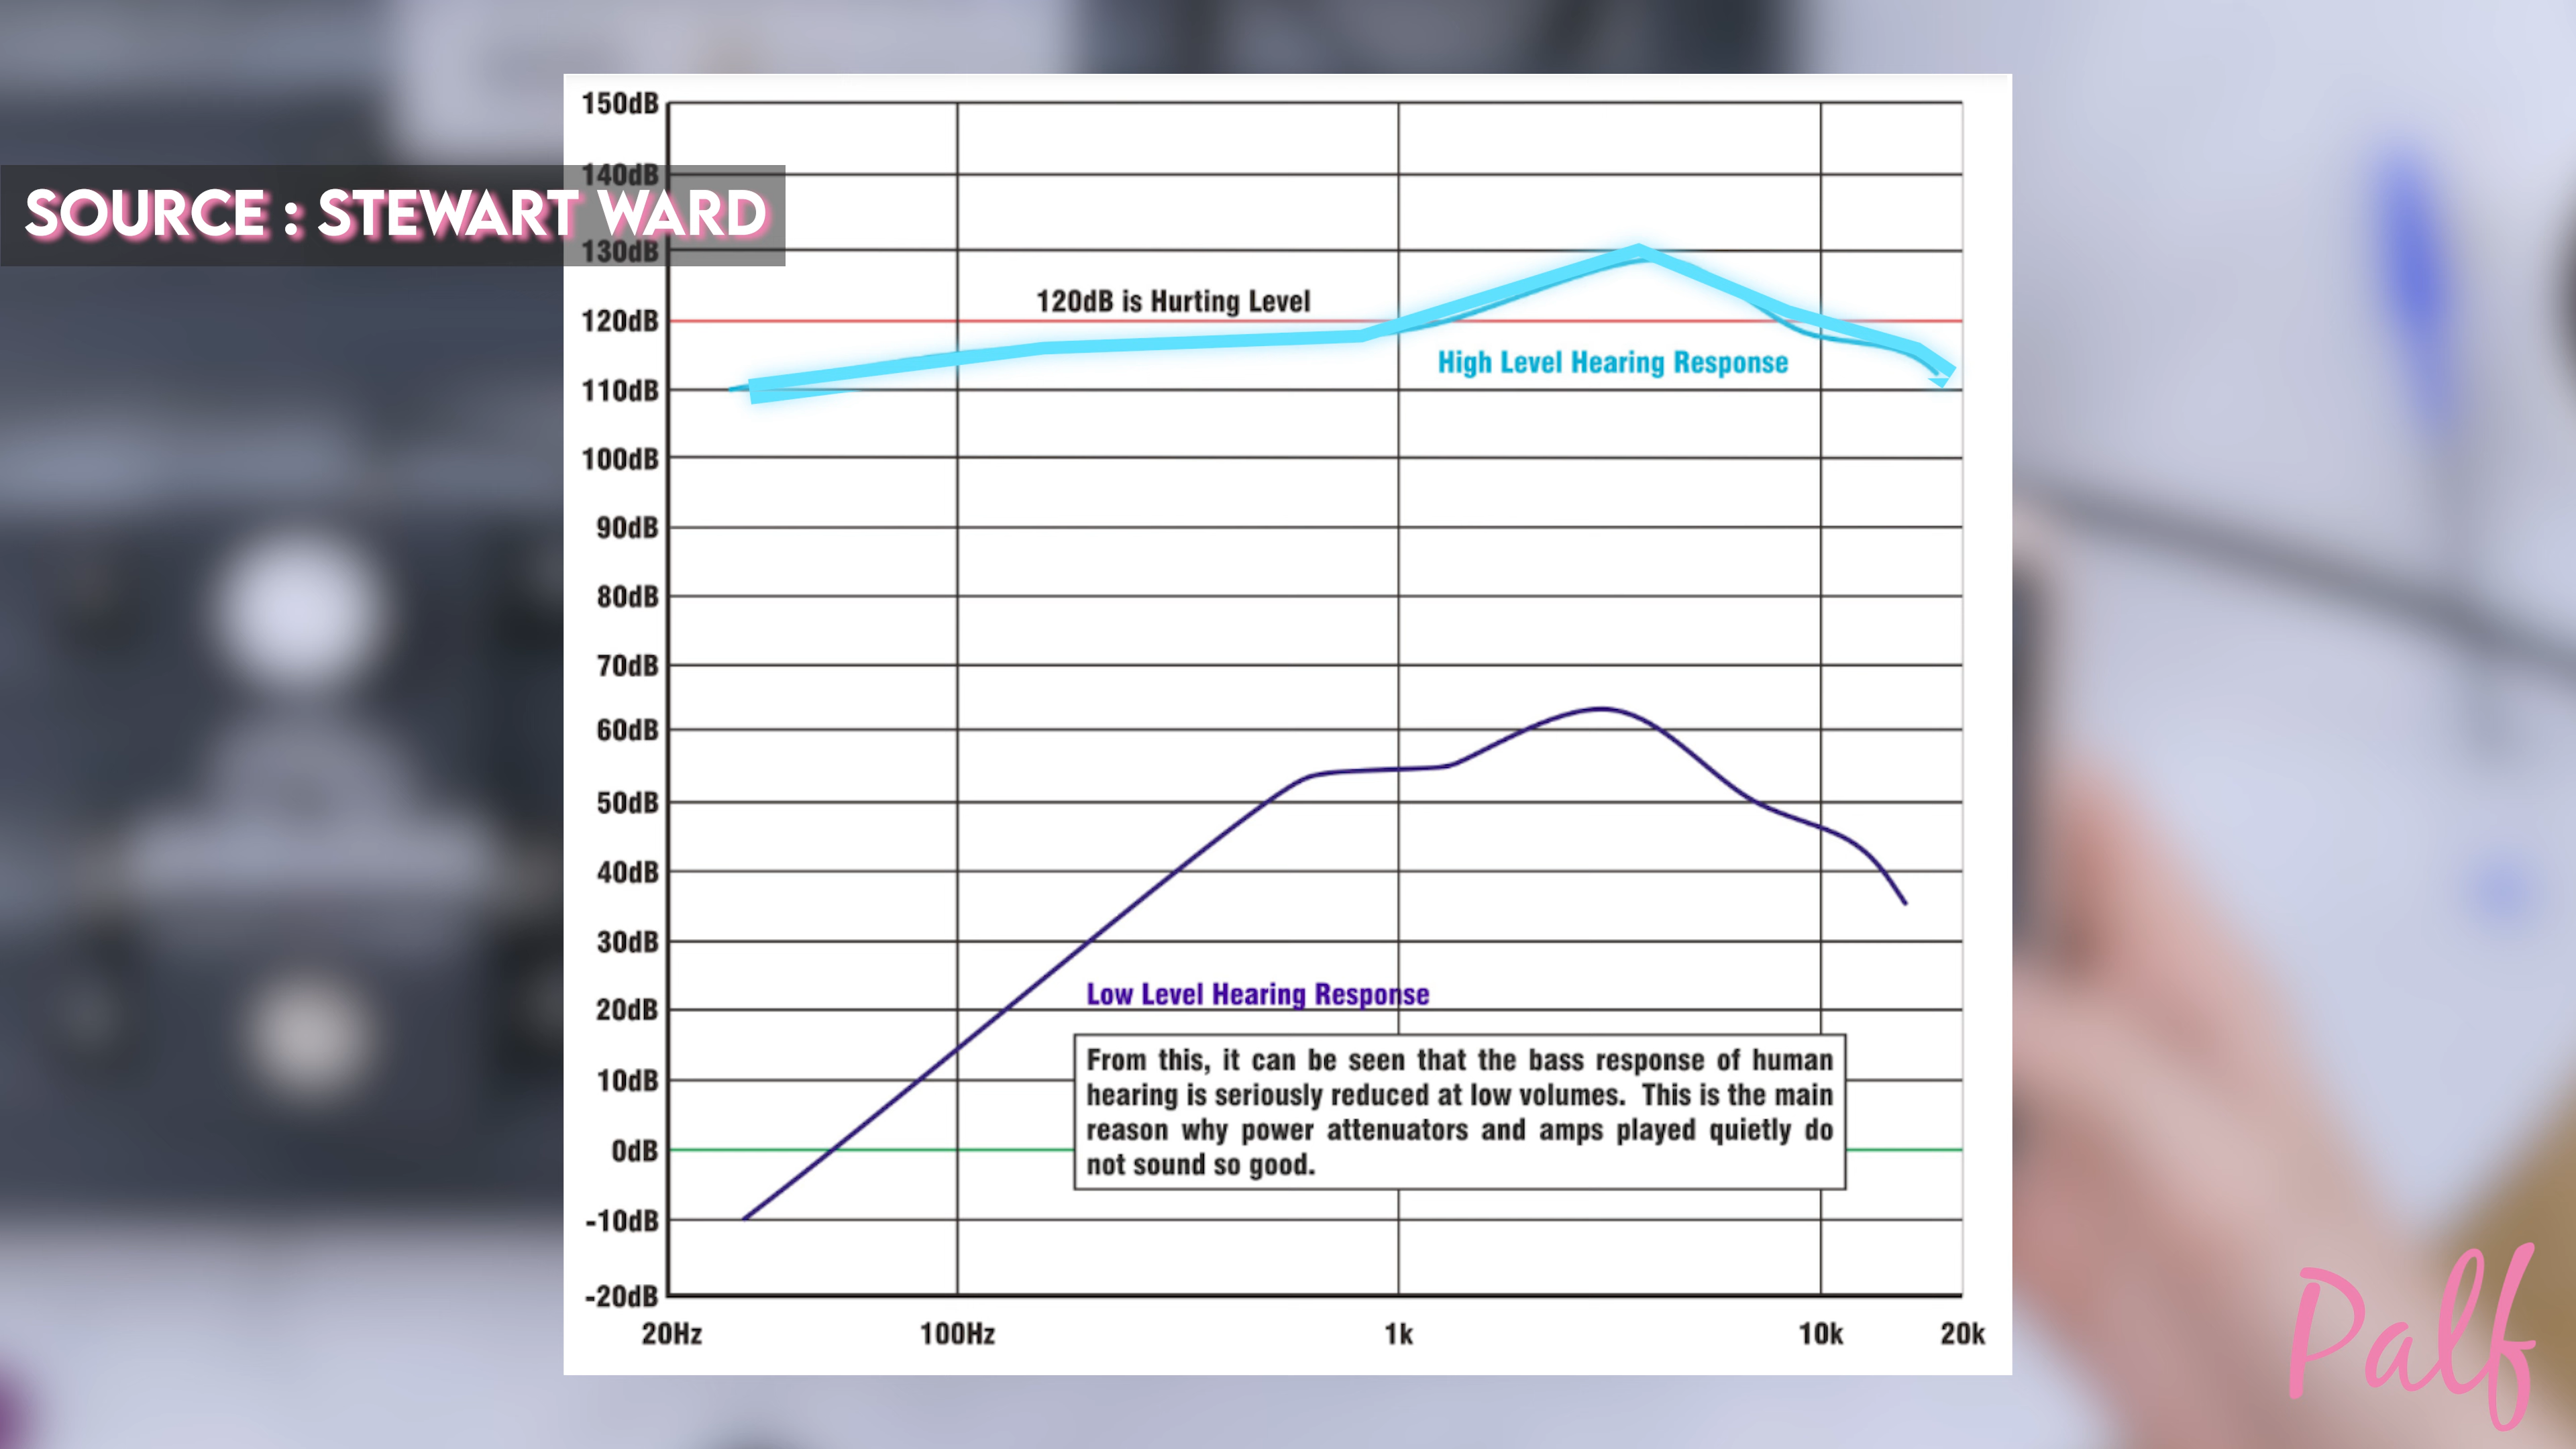 150dB
140dB
SOURCE : STEWART WARD
130dB
120dB is Hurting Level
120dB
High Level Hearing Response
110dB
100dB
90dB
80dB
70dB
60dB
50dB
40dB
30dB
Low Level Hearing Response
20dB
From this, it can be seen that the bass response of human
hearing is seriously reduced at low volumes. This is the main
reason why power attenuators and amps played quietly do
not sound so good.
10dB
0dB
-10dB
-20dB
20Hz 100Hz 1k 10k 20k
Palf